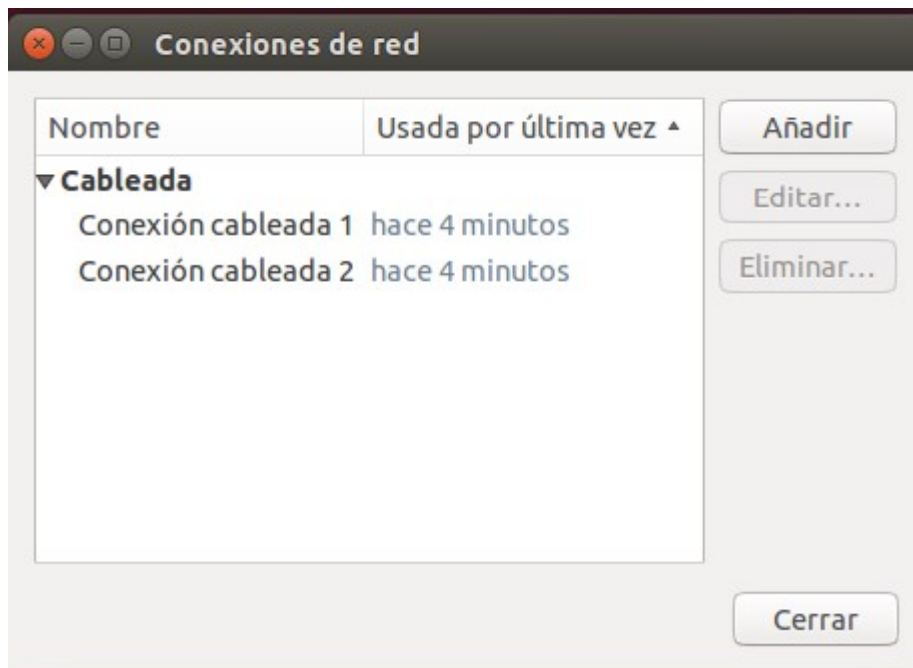 Conexiones de red
Nombre Usada por última vez Añadir
Cableada Editar...
Conexión cableada 1 hace 4 minutos
Conexión cableada 2 hace 4 minutos Eliminar...
Cerrar